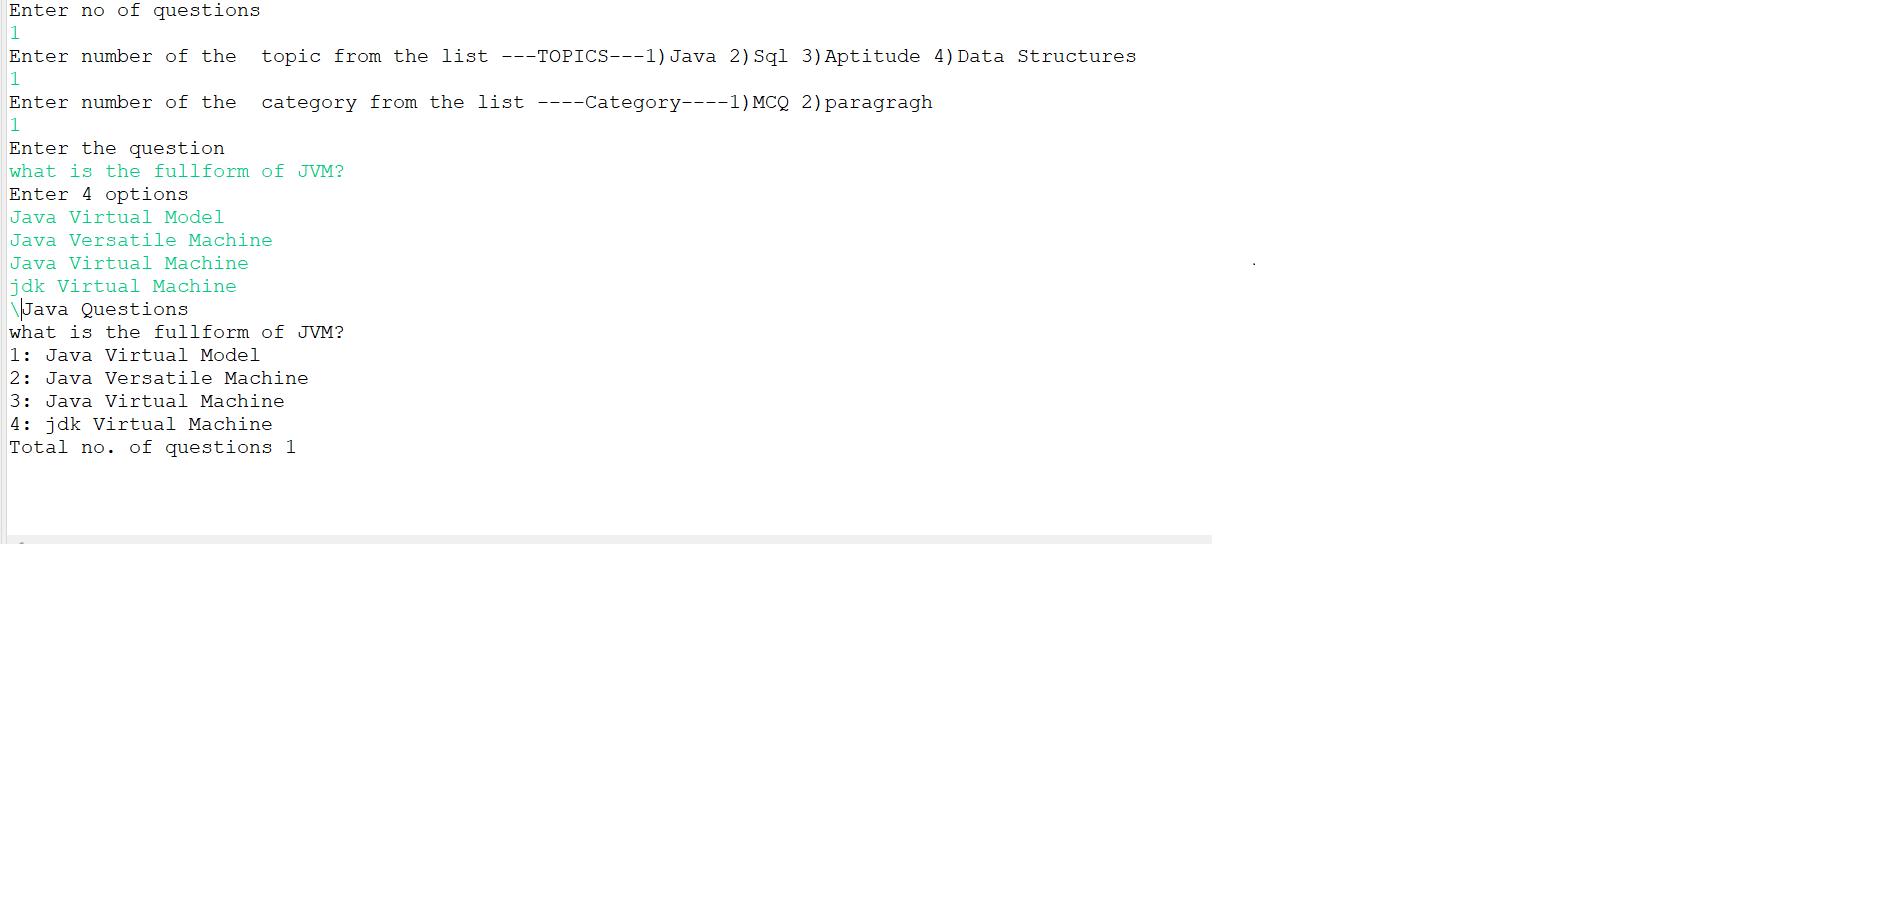 Enter no of questions
1
Enter number of the  topic from the list ---TOPICS---1)Java 2)Sql 3)Aptitude 4)Data Structures
1
Enter number of the  category from the list ----Category----1)MCQ 2)paragragh
1
Enter the question
what is the fullform of JVM?
Enter 4 options
Java Virtual Model
Java Versatile Machine
Java Virtual Machine
jdk Virtual Machine
\Java Questions
what is the fullform of JVM?
1: Java Virtual Model
2: Java Versatile Machine
3: Java Virtual Machine
4: jdk Virtual Machine
Total no. of questions 1